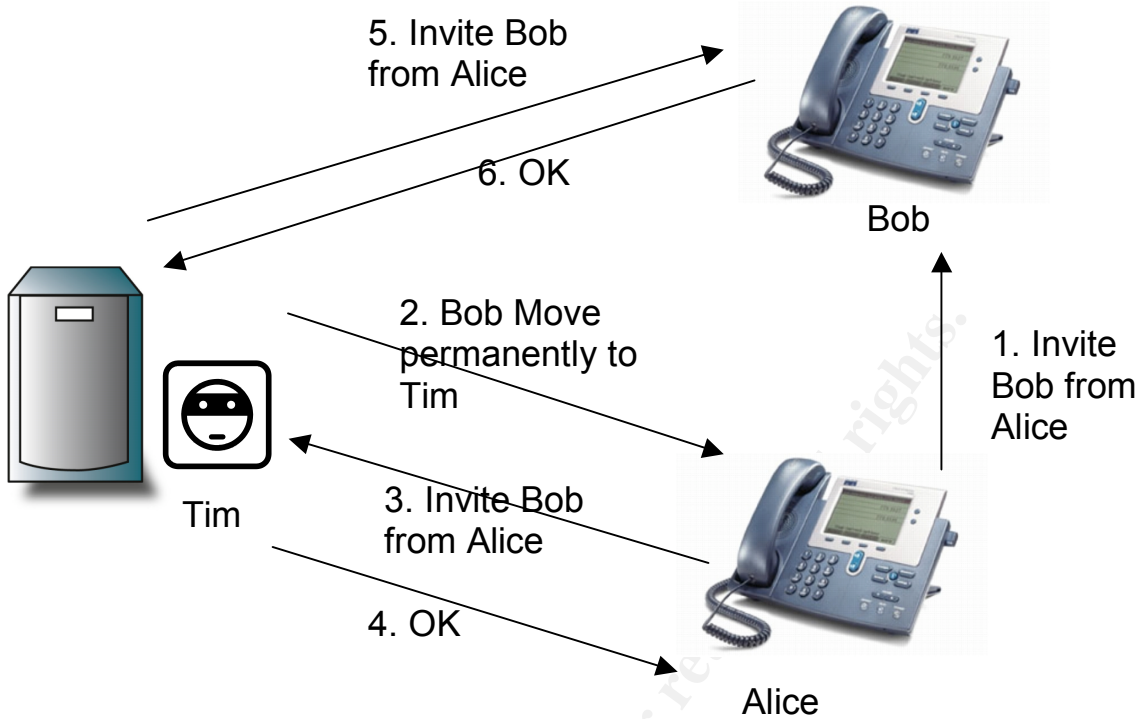 5. Invite Bob
from Alice
6. OK
Bob
2. Bob Move
permanently to
Tim
1. Invite
Bob from
Alice
rights.
Tim
3. Invite Bob
from Alice
4. OK
Alice